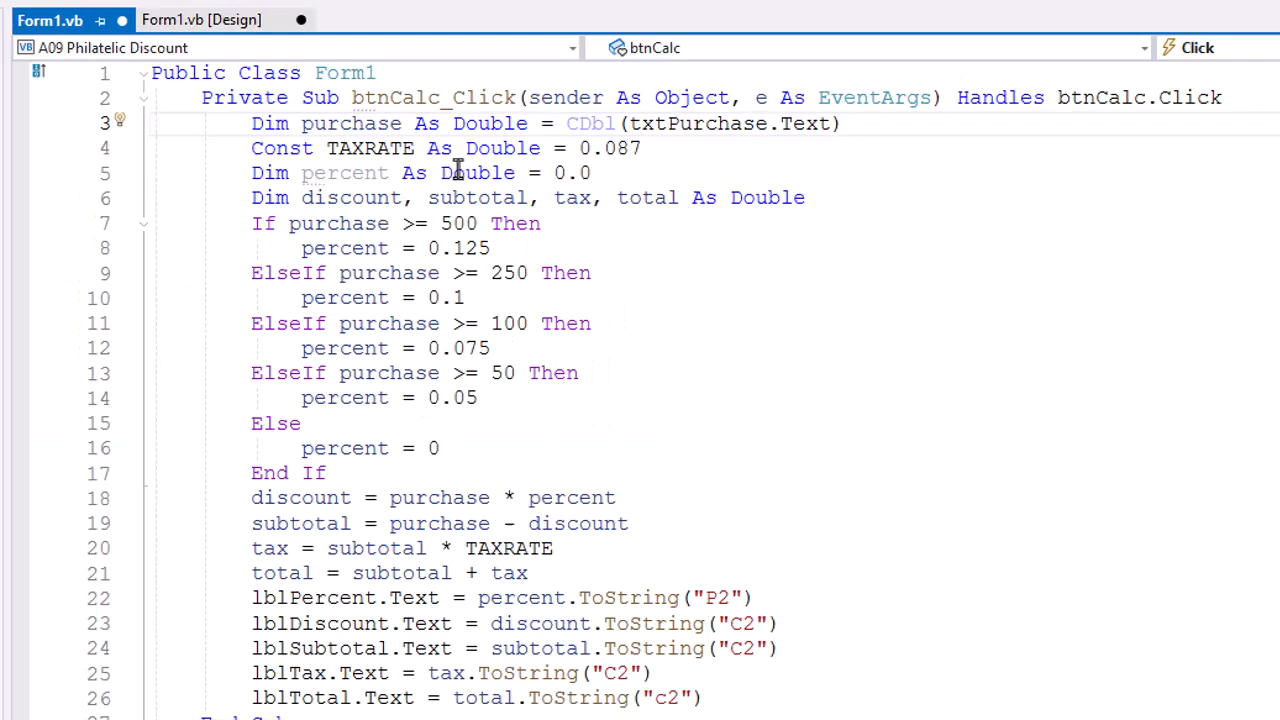 Form1.vb
Form1.vb [Design]
VB A09 Philatelic Discount
btnCalc
Click
1 Public Class Form1
2 Private Sub btnCalc_Click(sender As Object, e As EventArgs) Handles btnCalc.Click
3 Dim purchase As Double = CDbl(txtPurchase.Text)
4 Const TAXRATE As Double = 0.087
5 Dim percent As Double = 0.0
6 Dim discount, subtotal, tax, total As Double
7 If purchase >= 500 Then
8 percent = 0.125
9 ElseIf purchase >= 250 Then
10 percent = 0.1
11 ElseIf purchase >= 100 Then
12 percent = 0.075
13 ElseIf purchase >= 50 Then
14 percent = 0.05
15 Else
16 percent = 0
17 End If
18 discount = purchase * percent
19 subtotal = purchase - discount
20 tax = subtotal * TAXRATE
21 total = subtotal + tax
22 lblPercent.Text = percent.ToString("P2")
23 lblDiscount.Text = discount.ToString("C2")
24 lblSubtotal.Text = subtotal.ToString("C2")
25 lblTax.Text = tax.ToString("C2")
26 lblTotal.Text = total.ToString("c2")
27 End Sub